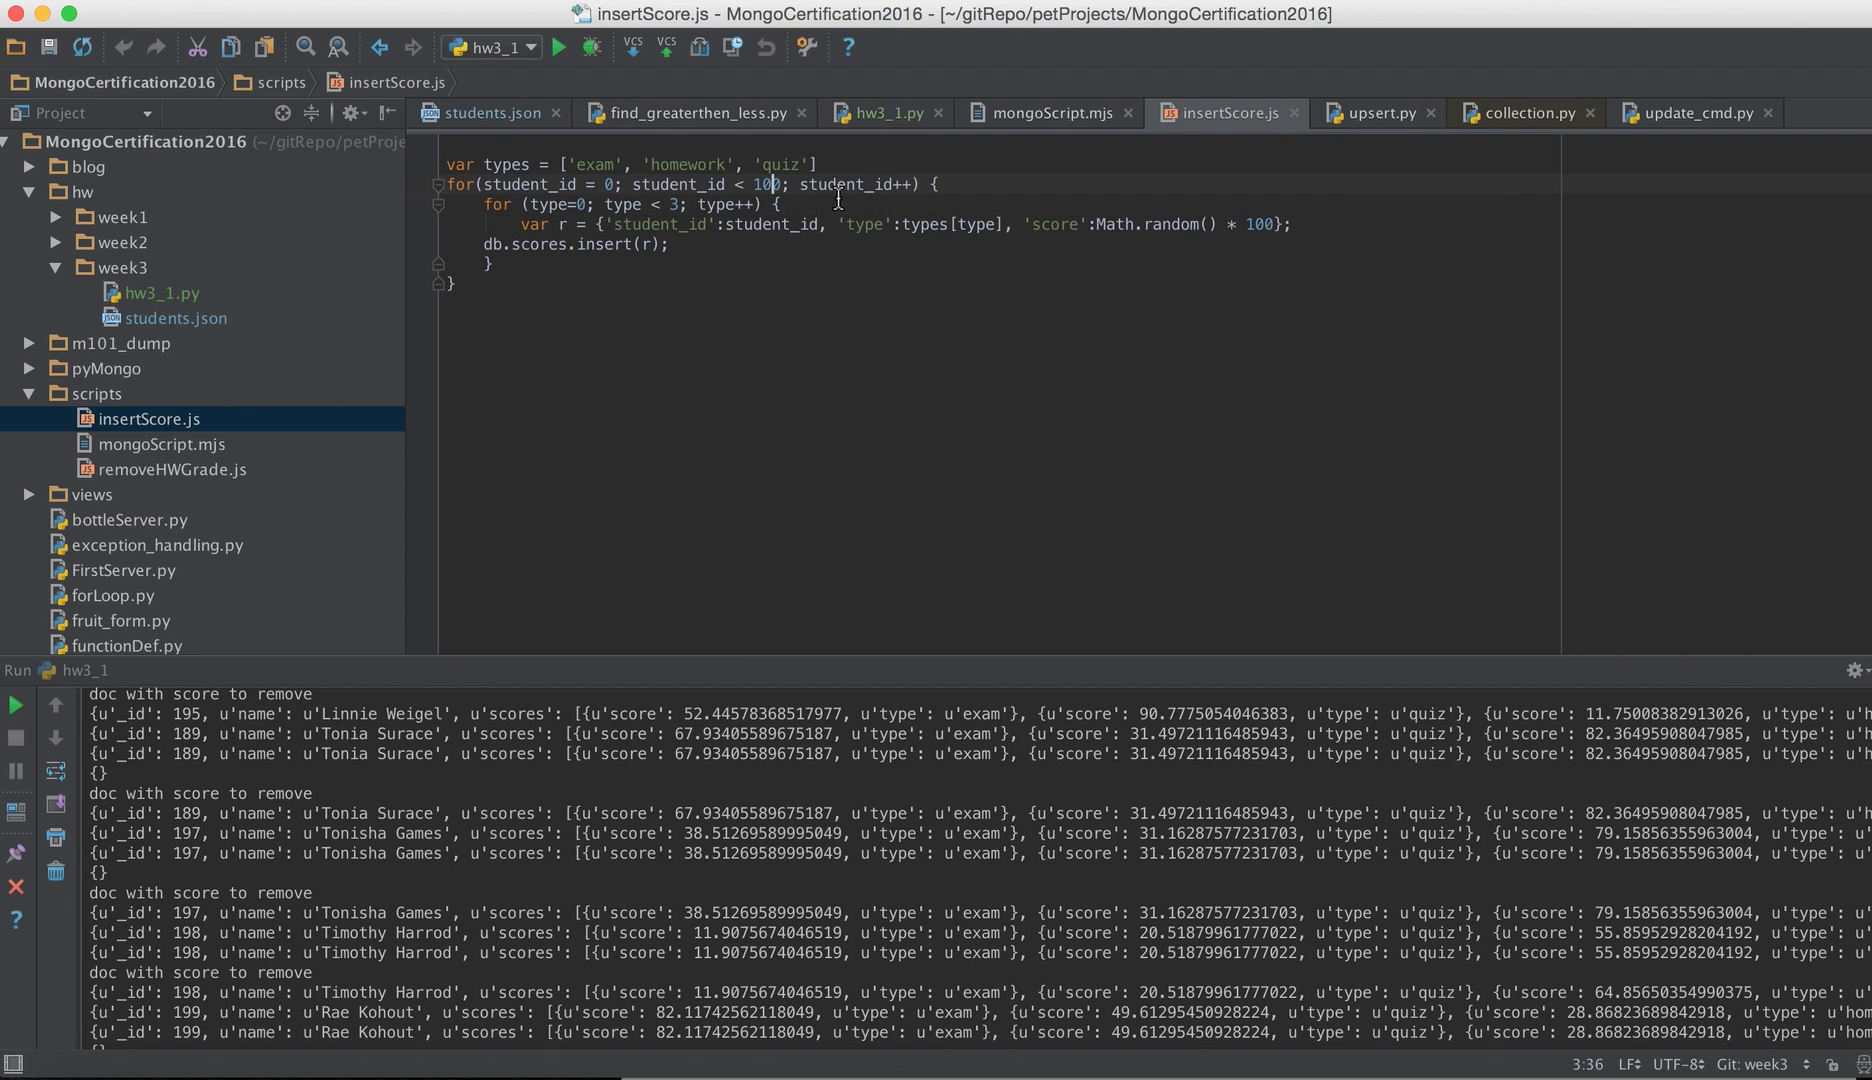 insertScore.js - MongoCertification2016 - [~/gitRepo/petProjects/MongoCertification2016]
hw3_1
VCS VCS
MongoCertification2016 scripts insertScore.js
Project
students.json find_greaterthen_less.py hw3_1.py mongoScript.mjs insertScore.js upsert.py collection.py update_cmd.py
MongoCertification2016 (~/gitRepo/petProje
blog
hw
week1
week2
week3
hw3_1.py
students.json
m101_dump
pyMongo
scripts
insertScore.js
mongoScript.mjs
removeHWGrade.js
views
bottleServer.py
exception_handling.py
FirstServer.py
forLoop.py
fruit_form.py
functionDef.py
var types = ['exam', 'homework', 'quiz']
for(student_id = 0; student_id < 100; student_id++) {
for (type=0; type < 3; type++) {
var r = {'student_id':student_id, 'type':types[type], 'score':Math.random() * 100};
db.scores.insert(r);
}
}
Run hw3_1
doc with score to remove
{u'_id': 195, u'name': u'Linnie Weigel', u'scores': [{u'score': 52.44578368517977, u'type': u'exam'}, {u'score': 90.7775054046383, u'type': u'quiz'}, {u'score': 11.75008382913026, u'type': u'h
{u'_id': 189, u'name': u'Tonia Surace', u'scores': [{u'score': 67.93405589675187, u'type': u'exam'}, {u'score': 31.49721116485943, u'type': u'quiz'}, {u'score': 82.36495908047985, u'type': u'
{u'_id': 189, u'name': u'Tonia Surace', u'scores': [{u'score': 67.93405589675187, u'type': u'exam'}, {u'score': 31.49721116485943, u'type': u'quiz'}, {u'score': 82.36495908047985, u'type': u'
{}
doc with score to remove
{u'_id': 189, u'name': u'Tonia Surace', u'scores': [{u'score': 67.93405589675187, u'type': u'exam'}, {u'score': 31.49721116485943, u'type': u'quiz'}, {u'score': 82.36495908047985, u'type': u'
{u'_id': 197, u'name': u'Tonisha Games', u'scores': [{u'score': 38.51269589995049, u'type': u'exam'}, {u'score': 31.16287577231703, u'type': u'quiz'}, {u'score': 79.15856355963004, u'type': u'
{u'_id': 197, u'name': u'Tonisha Games', u'scores': [{u'score': 38.51269589995049, u'type': u'exam'}, {u'score': 31.16287577231703, u'type': u'quiz'}, {u'score': 79.15856355963004, u'type': u'
{}
doc with score to remove
{u'_id': 197, u'name': u'Tonisha Games', u'scores': [{u'score': 38.51269589995049, u'type': u'exam'}, {u'score': 31.16287577231703, u'type': u'quiz'}, {u'score': 79.15856355963004, u'type': u'
{u'_id': 198, u'name': u'Timothy Harrod', u'scores': [{u'score': 11.9075674046519, u'type': u'exam'}, {u'score': 20.51879961777022, u'type': u'quiz'}, {u'score': 55.85952928204192, u'type': u'
{u'_id': 198, u'name': u'Timothy Harrod', u'scores': [{u'score': 11.9075674046519, u'type': u'exam'}, {u'score': 20.51879961777022, u'type': u'quiz'}, {u'score': 55.85952928204192, u'type': u'
doc with score to remove
{u'_id': 198, u'name': u'Timothy Harrod', u'scores': [{u'score': 11.9075674046519, u'type': u'exam'}, {u'score': 20.51879961777022, u'type': u'quiz'}, {u'score': 64.85650354990375, u'type': u'
{u'_id': 199, u'name': u'Rae Kohout', u'scores': [{u'score': 82.11742562118049, u'type': u'exam'}, {u'score': 49.61295450928224, u'type': u'quiz'}, {u'score': 28.86823689842918, u'type': u'hom
{u'_id': 199, u'name': u'Rae Kohout', u'scores': [{u'score': 82.11742562118049, u'type': u'exam'}, {u'score': 49.61295450928224, u'type': u'quiz'}, {u'score': 28.86823689842918, u'type': u'hom
3:36 LF UTF-8 Git: week3